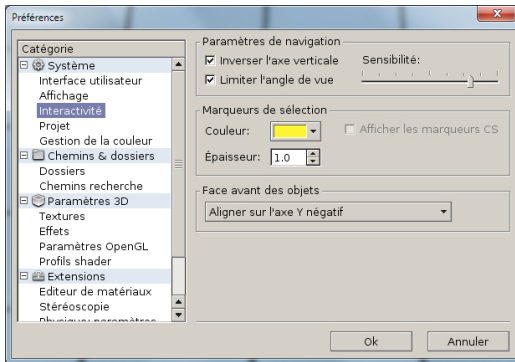 Préférences
Catégorie
Système
Interface utilisateur
Affichage
Interactivité
Projet
Gestion de la couleur
Chemins & dossiers
Dossiers
Chemins recherche
Paramètres 3D
Textures
Effets
Paramètres OpenGL
Profils shader
Extensions
Editeur de matériaux
Stéréoscopie
Physique: paramètres
Paramètres de navigation
Inverser l'axe verticale
Sensibilité:
Limiter l'angle de vue
Marqueurs de sélection
Couleur:
Afficher les marqueurs CS
Épaisseur: 1.0
Face avant des objets
Aligner sur l'axe Y négatif
Ok
Annuler